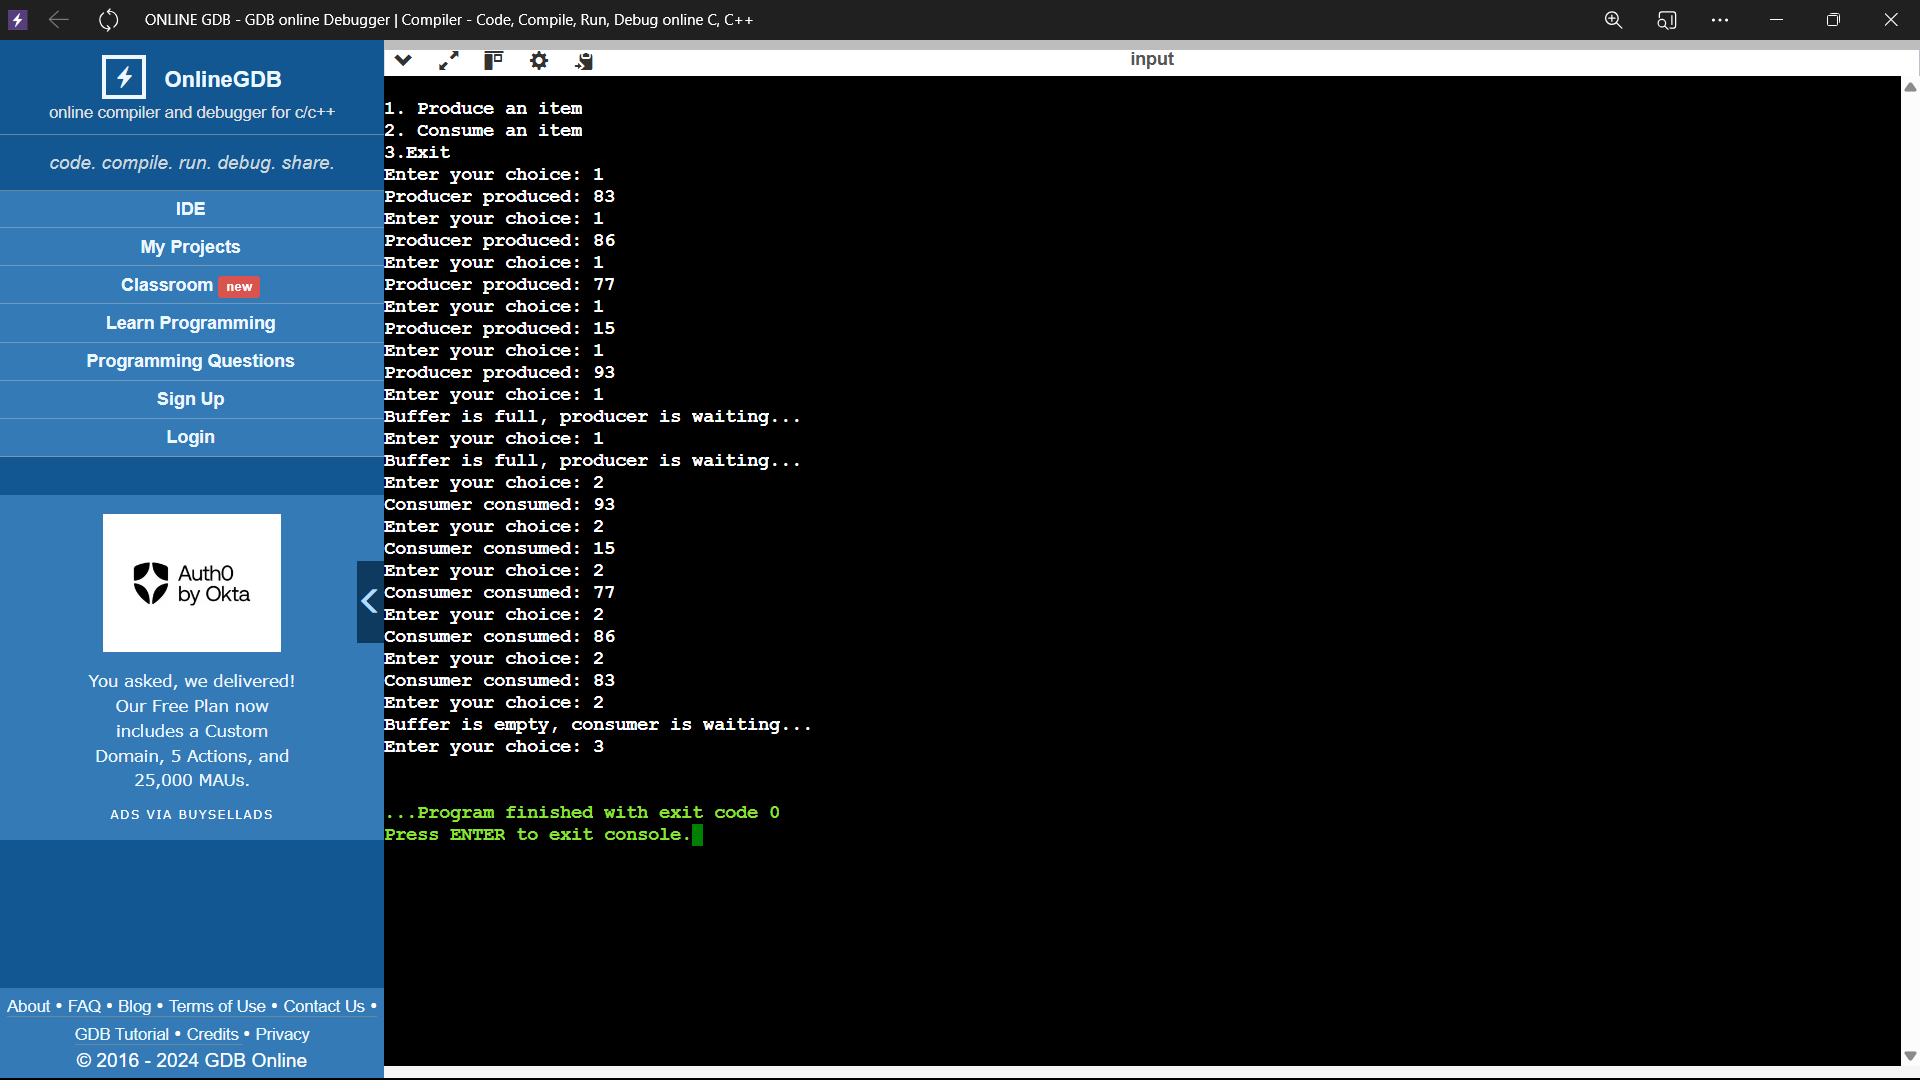 ONLINE GDB - GDB online Debugger | Compiler - Code, Compile, Run, Debug online C, C++
OnlineGDB
online compiler and debugger for c/c++
code. compile. run. debug. share.
IDE
My Projects
Classroom new
Learn Programming
Programming Questions
Sign Up
Login
Auth0
by Okta
You asked, we delivered!
Our Free Plan now
includes a Custom
Domain, 5 Actions, and
25,000 MAUs.
ADS VIA BUYSELLADS
About • FAQ • Blog • Terms of Use • Contact Us •
GDB Tutorial • Credits • Privacy
© 2016 - 2024 GDB Online
input
1. Produce an item
2. Consume an item
3.Exit
Enter your choice: 1
Producer produced: 83
Enter your choice: 1
Producer produced: 86
Enter your choice: 1
Producer produced: 77
Enter your choice: 1
Producer produced: 15
Enter your choice: 1
Producer produced: 93
Enter your choice: 1
Buffer is full, producer is waiting...
Enter your choice: 1
Buffer is full, producer is waiting...
Enter your choice: 2
Consumer consumed: 93
Enter your choice: 2
Consumer consumed: 15
Enter your choice: 2
Consumer consumed: 77
Enter your choice: 2
Consumer consumed: 86
Enter your choice: 2
Consumer consumed: 83
Enter your choice: 2
Buffer is empty, consumer is waiting...
Enter your choice: 3
...Program finished with exit code 0
Press ENTER to exit console.